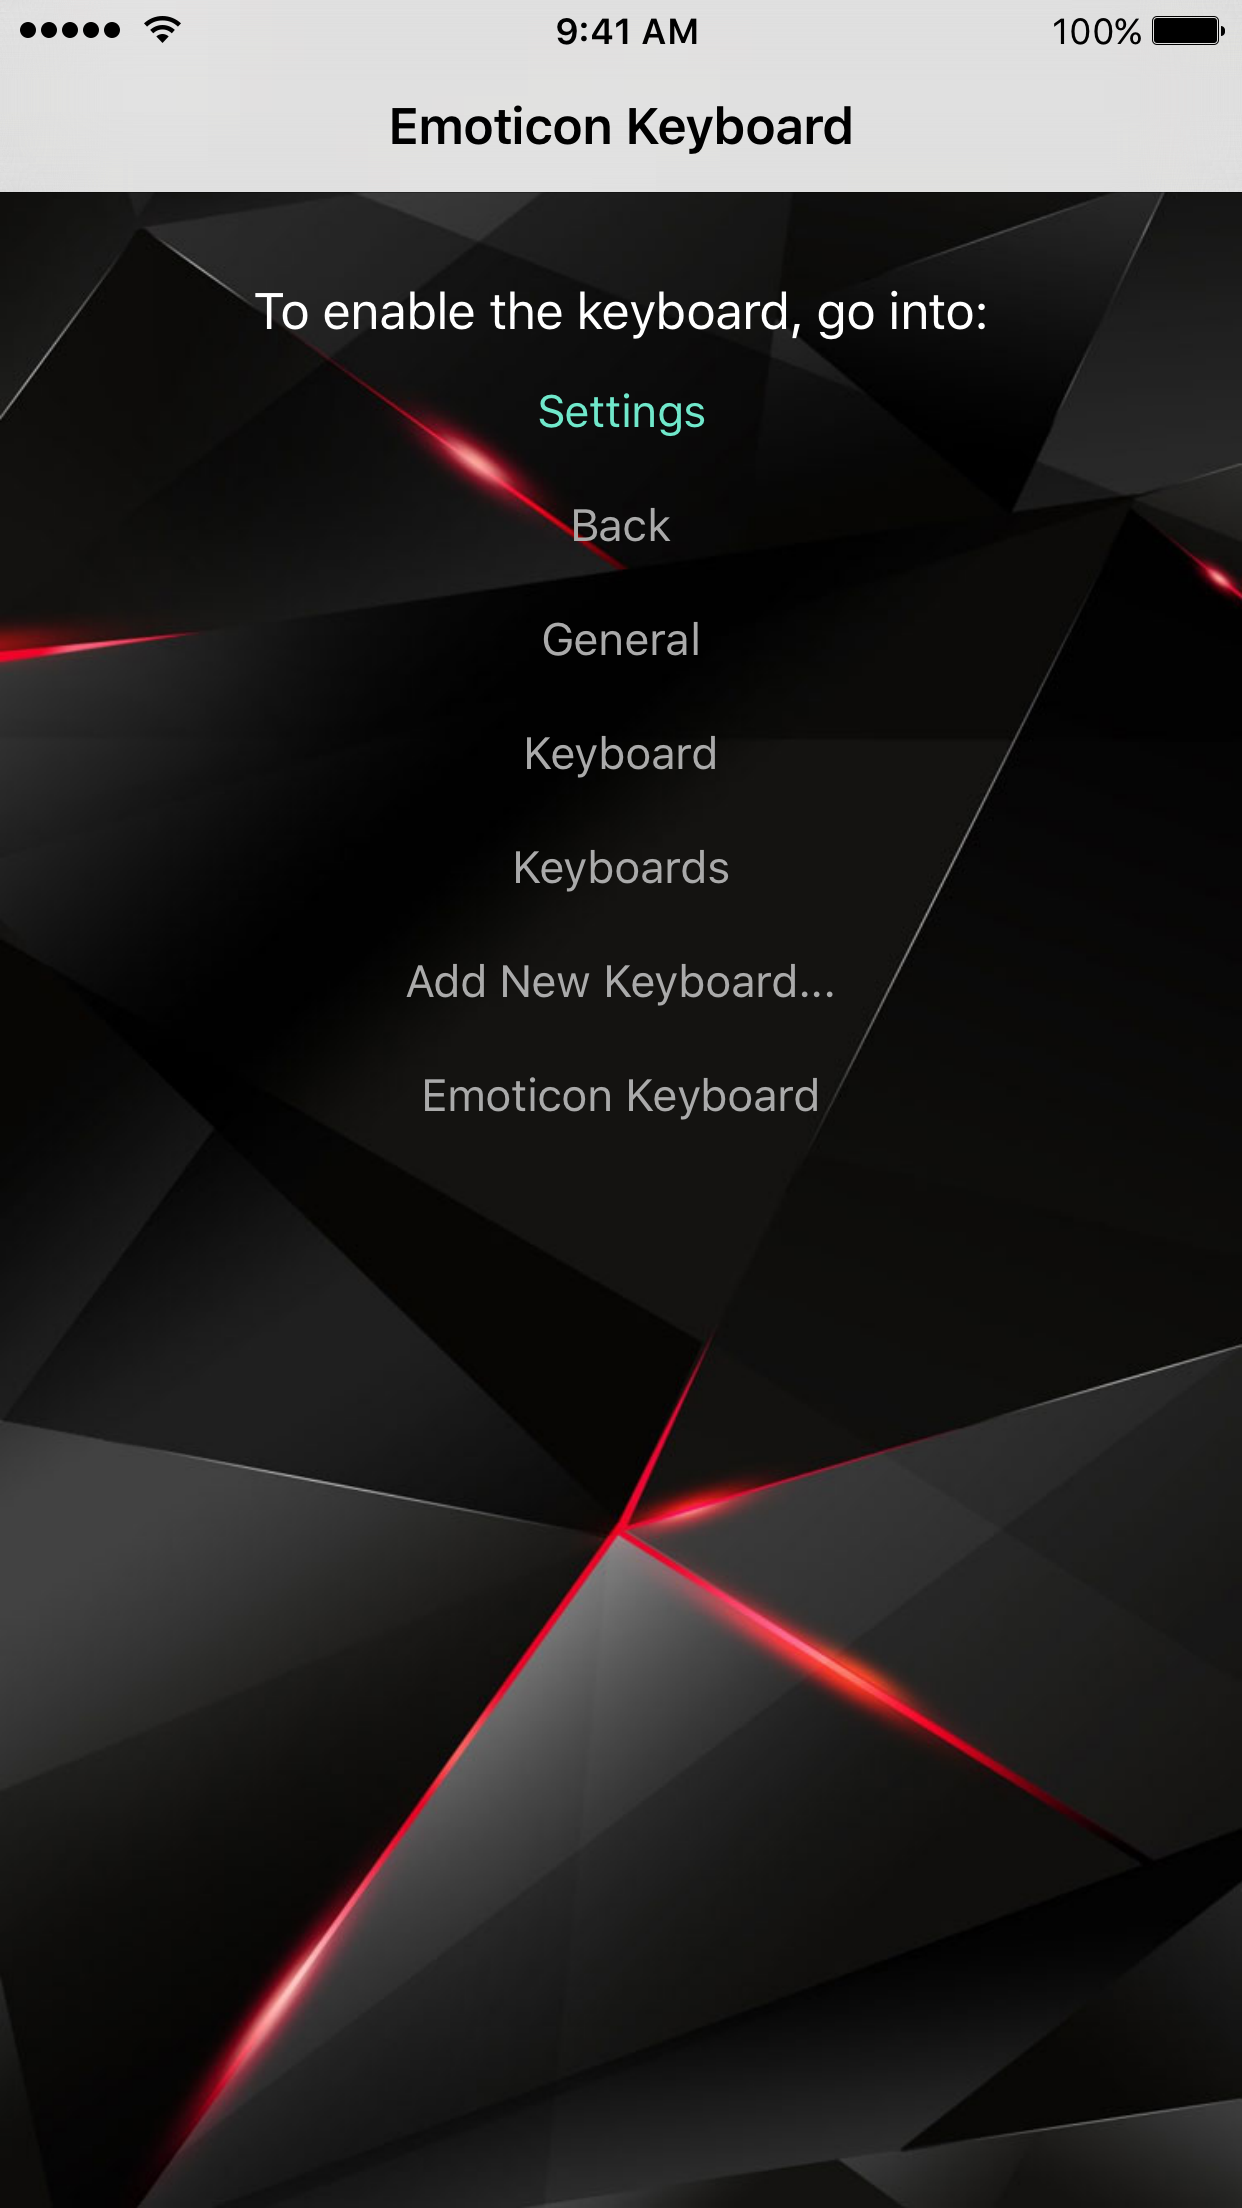 9:41 AM
100%
Emoticon Keyboard
To enable the keyboard, go into:
Settings
Back
General
Keyboard
Keyboards
Add New Keyboard...
Emoticon Keyboard